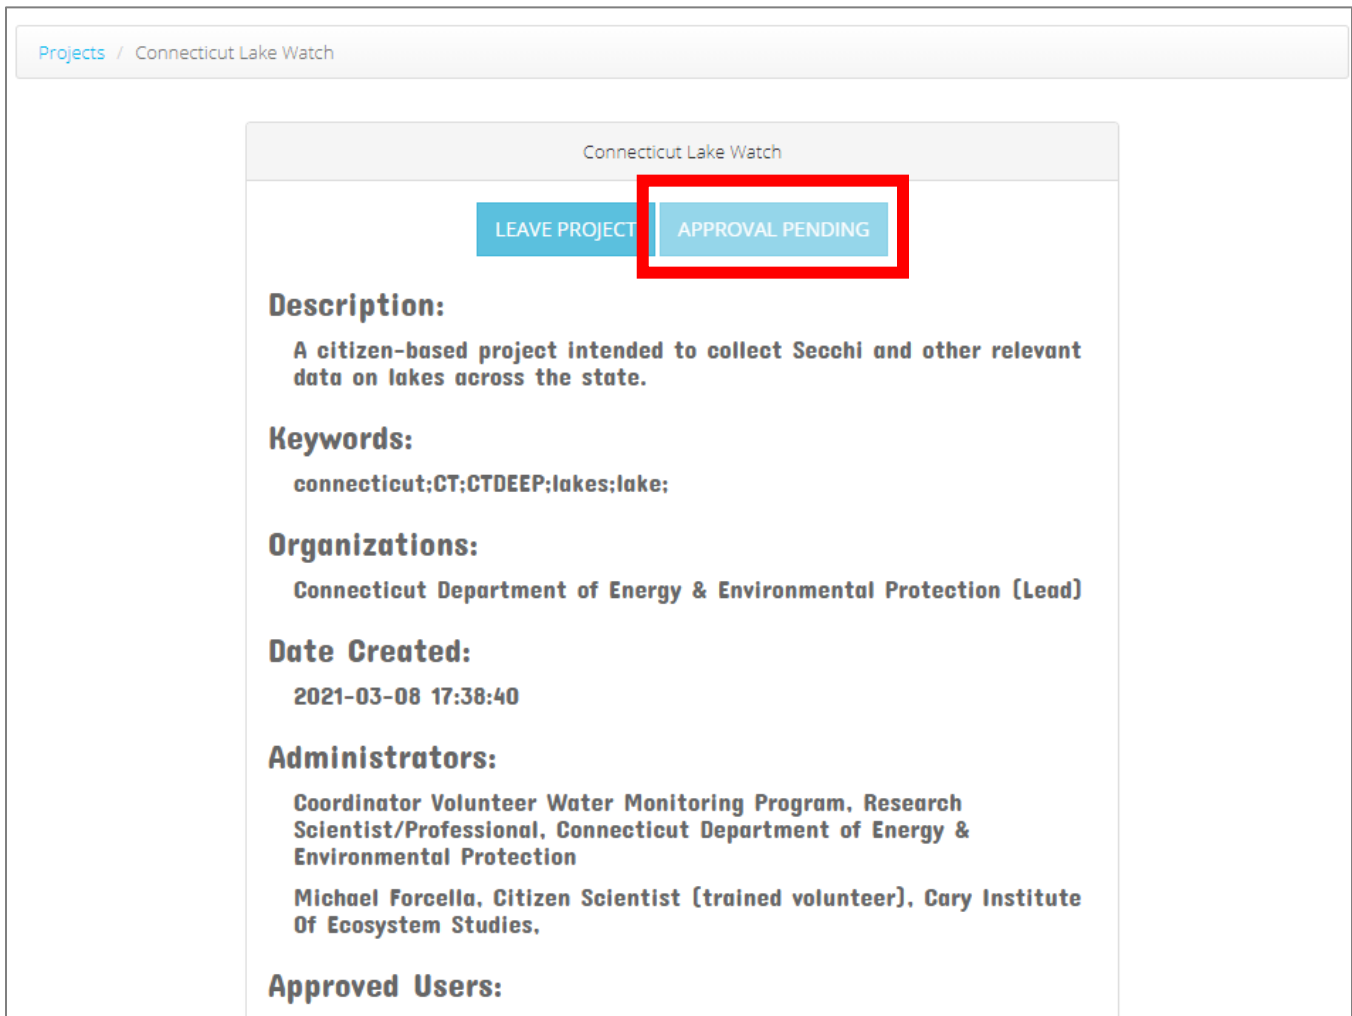 Projects / Connecticut Lake Watch
Connecticut Lake Watch
LEAVE PROJECT APPROVAL PENDING
Description:
A citizen-based project intended to collect Secchi and other relevant
data on lakes across the state.
Keywords:
connecticut;CT;CTDEEP;lakes;lake;
Organizations:
Connecticut Department of Energy & Environmental Protection (Lead)
Date Created:
2021-03-08 17:38:40
Administrators:
Coordinator Volunteer Water Monitoring Program, Research
Scientist/Professional, Connecticut Department of Energy &
Environmental Protection
Michael Forcella, Citizen Scientist (trained volunteer), Cary Institute
Of Ecosystem Studies,
Approved Users: